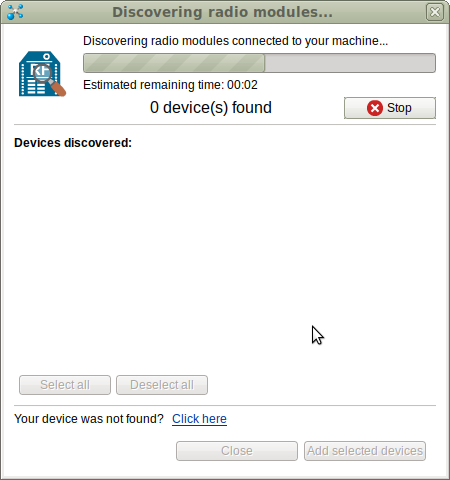 Discovering radio modules...
Discovering radio modules connected to your machine...
Estimated remaining time: 00:02
0 device(s) found
Stop
Devices discovered:
Select all
Deselect all
Your device was not found? Click here
Close
Add selected devices